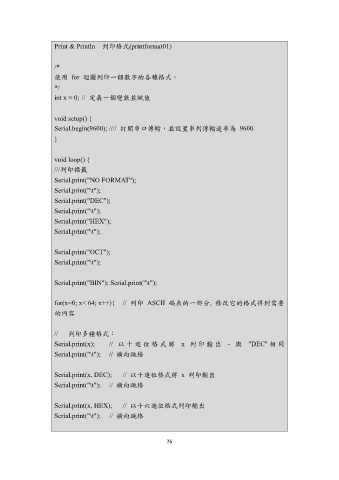 Print & Println 列印格式(printformat01)
/*
使用 for 迴圈列印一個數字的各種格式。
*/
int x = 0; // 定義一個變數並賦值
void setup() {
Serial.begin(9600); //// 打開串口傳輸，並設置串列傳輸速率為 9600
}
void loop() {
///列印標籤
Serial.print("NO FORMAT");
Serial.print("\t");
Serial.print("DEC");
Serial.print("\t");
Serial.print("HEX");
Serial.print("\t");
Serial.print("OCT");
Serial.print("\t");
Serial.print("BIN"); Serial.print("\t");
for(x=0; x< 64; x++){ // 列印 ASCII 碼表的一部分, 修改它的格式得到需要
的內容
// 列印多種格式：
Serial.print(x); // 以十進位格式將 x 列印輸出 - 與 "DEC"相同
Serial.print("\t"); // 橫向跳格
Serial.print(x, DEC); // 以十進位格式將 x 列印輸出
Serial.print("\t"); // 橫向跳格
Serial.print(x, HEX); // 以十六進位格式列印輸出
Serial.print("\t"); // 橫向跳格
76